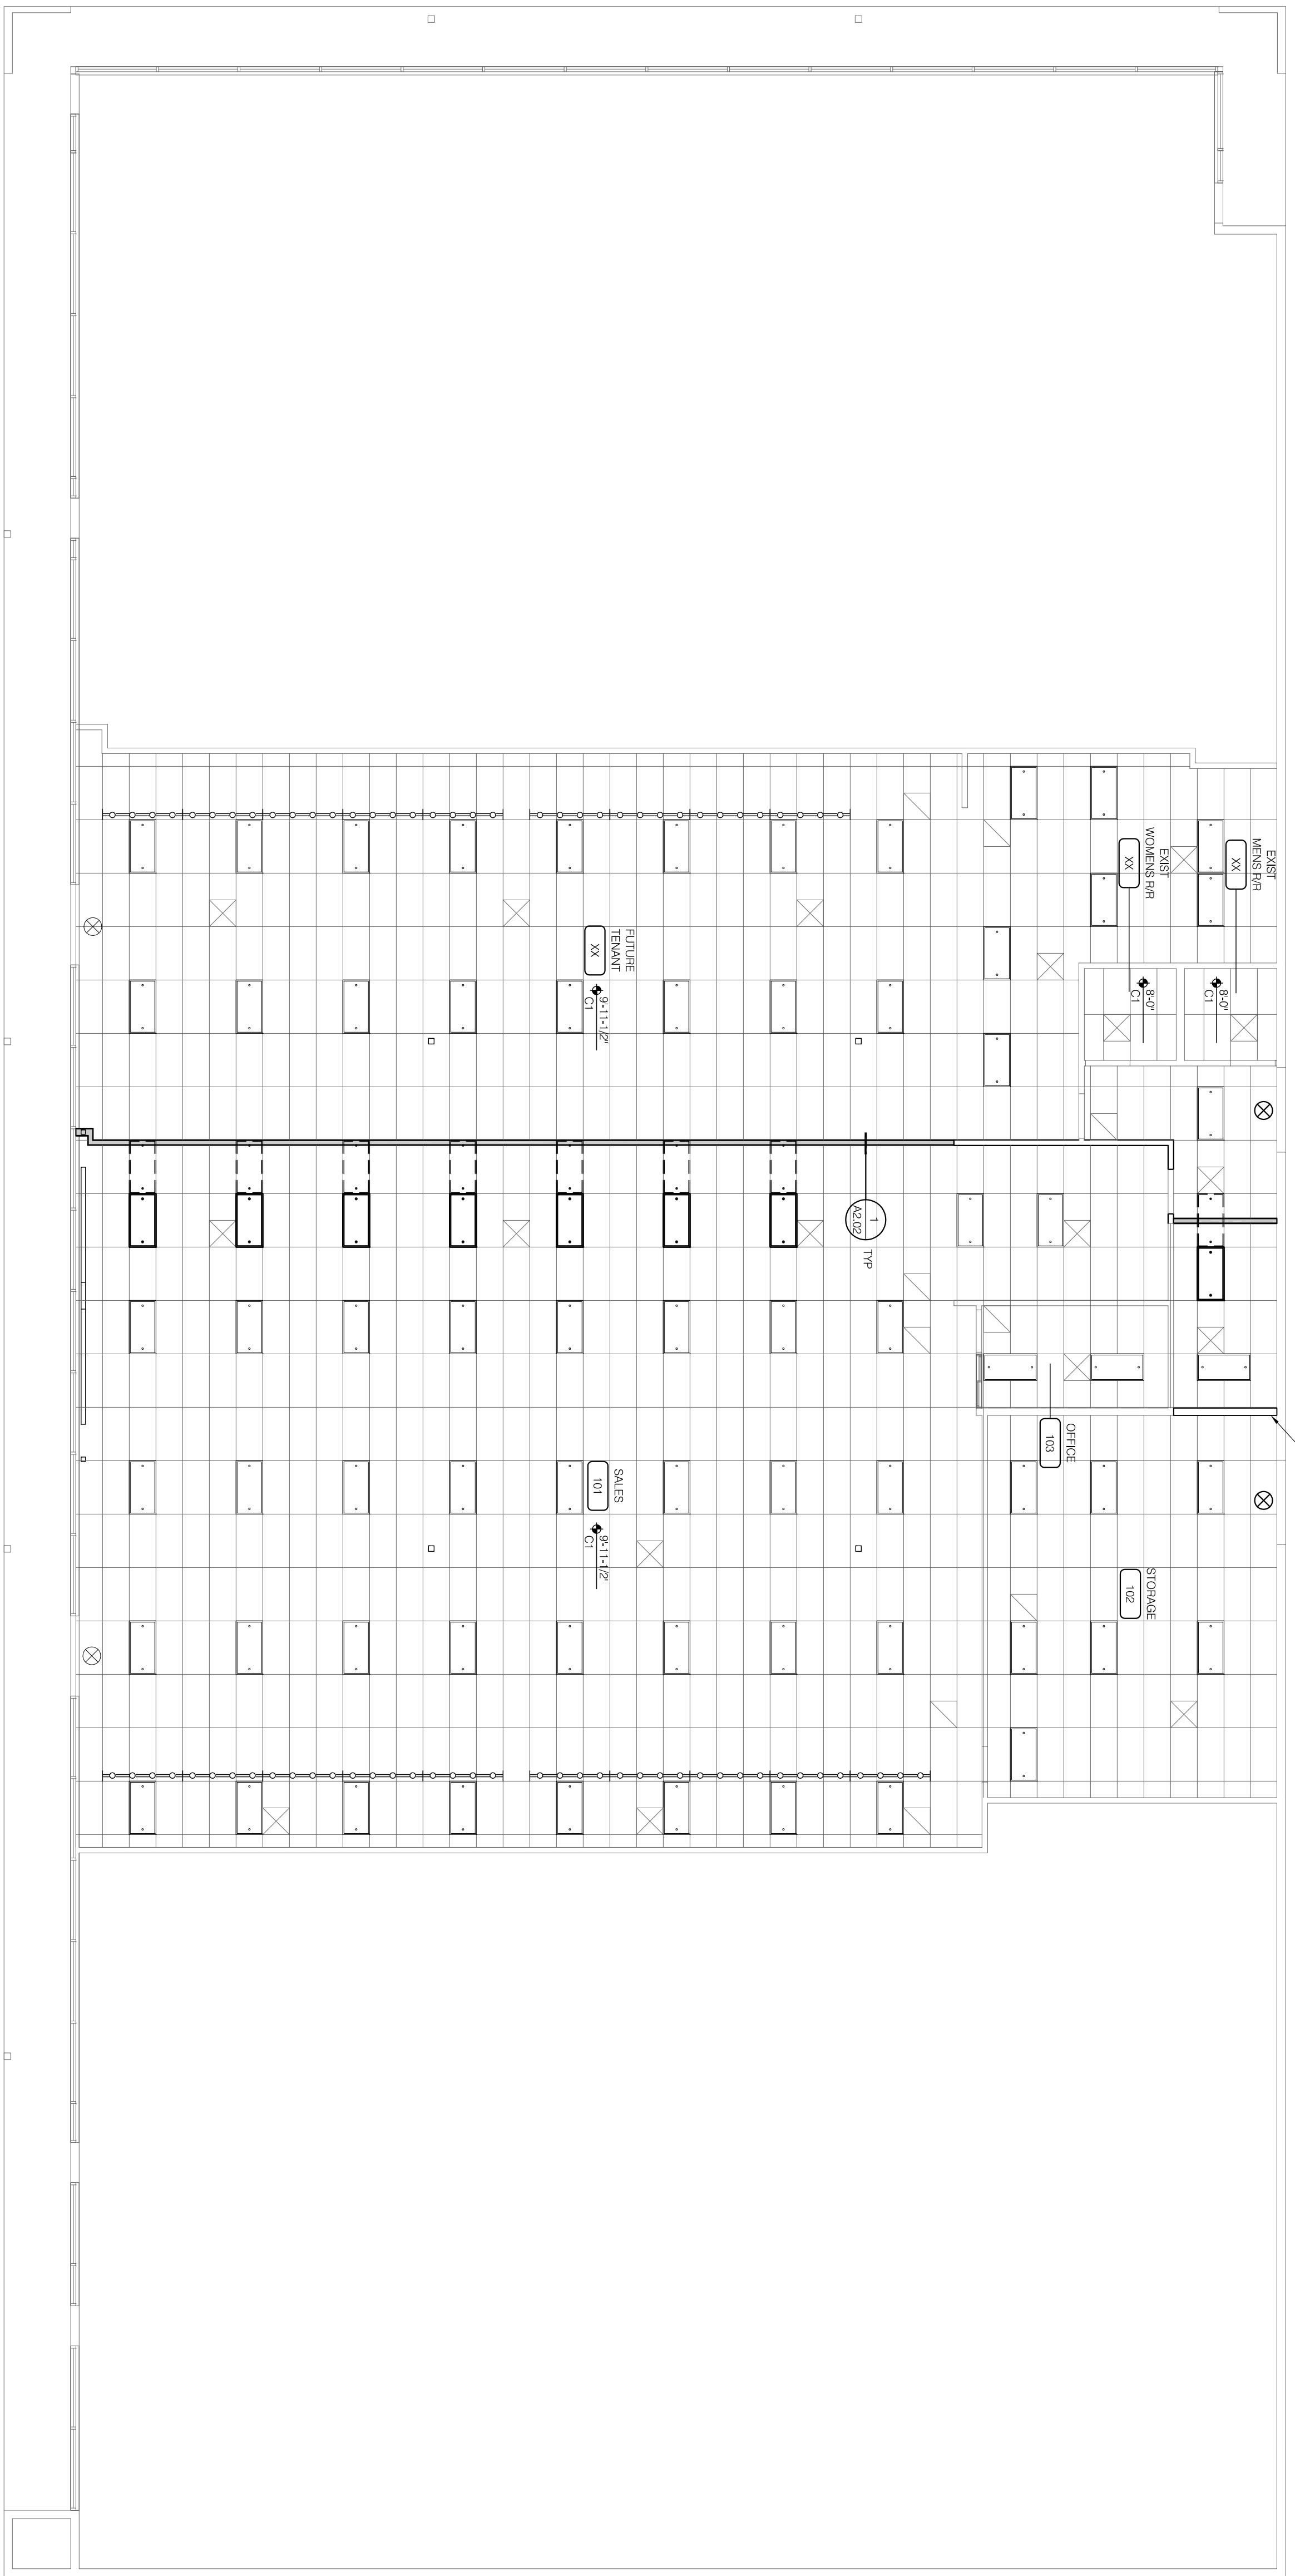 EXIST
MENS R/R
XX
EXIST
WOMENS R/R
XX
8'-0"
C1
8'-0"
C1
FUTURE
TENANT
XX
9'-11-1/2"
C1
1
A2.02
TYP
OFFICE
103
SALES
101
9'-11-1/2"
C1
STORAGE
102